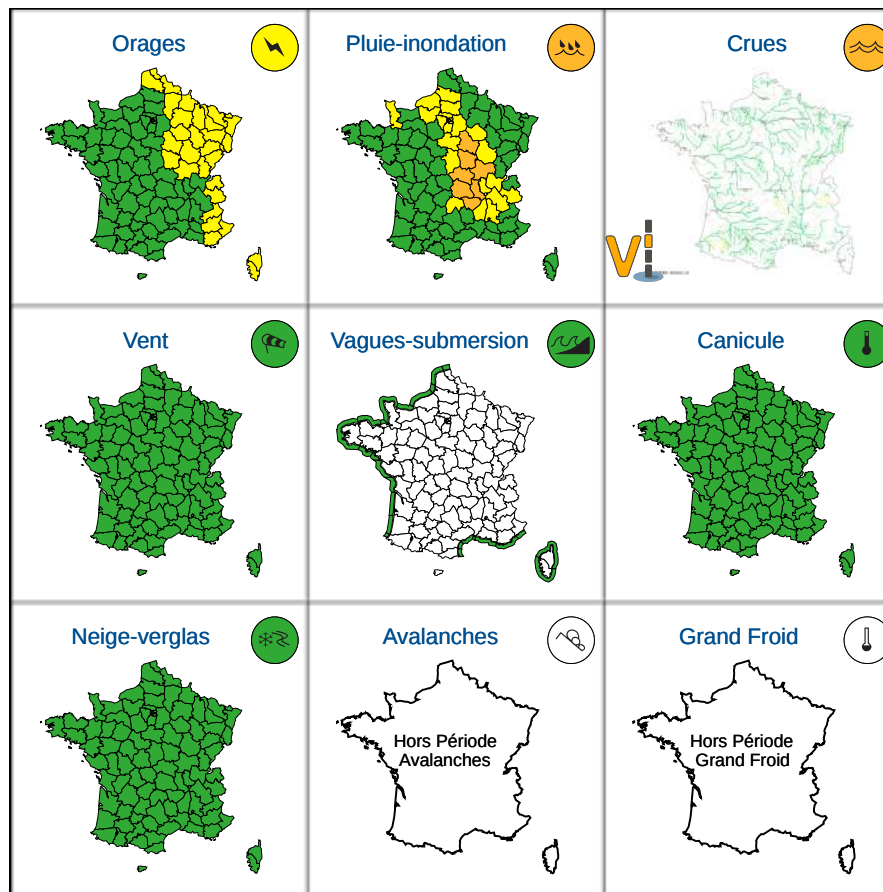 Orages
Pluie-inondation
Crues
Vi
Vent
Vagues-submersion
Canicule
Neige-verglas
Avalanches
Grand Froid
Hors Période
Avalanches
Hors Période
Grand Froid